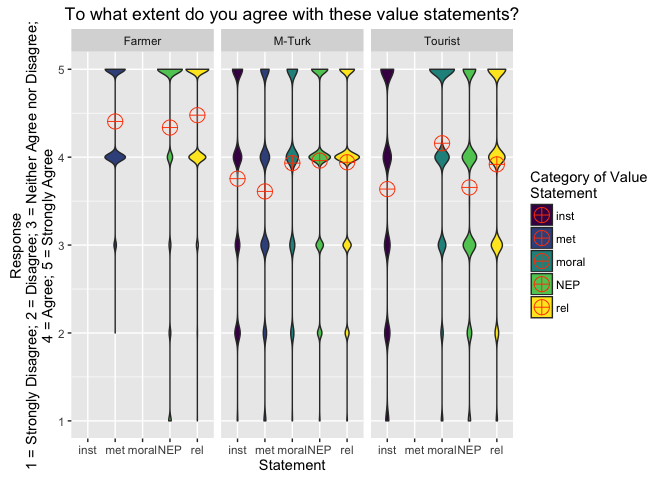 To what extent do you agree with these value statements?
Farmer
M-Turk
Tourist
Response
1 = Strongly Disagree; 2 = Disagree; 3 = Neither Agree nor Disagree;
4 = Agree; 5 = Strongly Agree
5
4
3
2
1
inst met moral NEP rel
inst met moral NEP rel
inst met moral NEP rel
Statement
Category of Value
Statement
inst
met
moral
NEP
rel